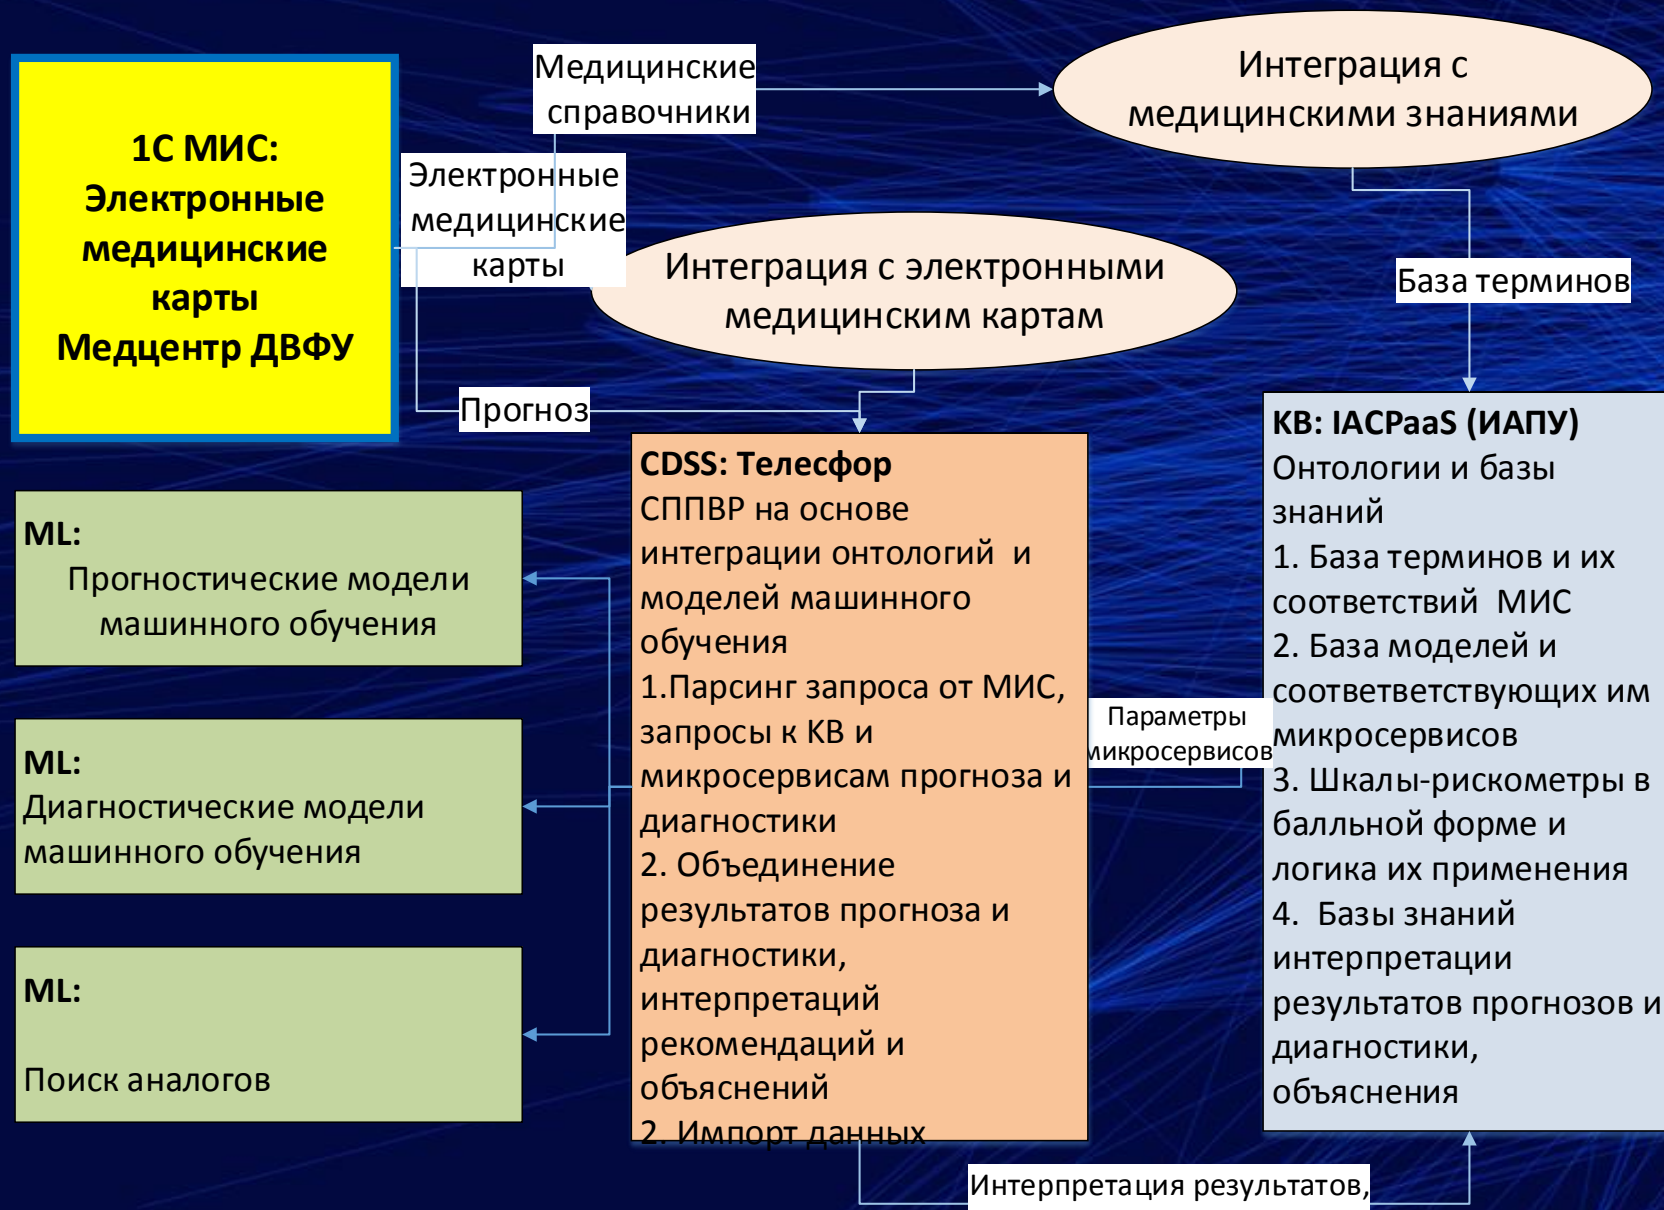 1С МИС:
Электронные
медицинские
карты
Медцентр ДВФУ
Медицинские
справочники
Электронные
медицинские
карты
Интеграция с
медицинскими знаниями
Интеграция с электронными
медицинским картам
База терминов
Прогноз
ML:
Прогностические модели
машинного обучения
ML:
Диагностические модели
машинного обучения
ML:
Поиск аналогов
CDSS: Телесфор
СППВР на основе
интеграции онтологий и
моделей машинного
обучения
1.Парсинг запроса от МИС,
запросы к KB и
микросервисам прогноза и
диагностики
2. Объединение
результатов прогноза и
диагностики,
интерпретаций
рекомендаций и
объяснений
2. Импорт данных
Параметры
микросервисов
KB: IACPaaS (ИАПУ)
Онтологии и базы
знаний
1. База терминов и их
соответствий МИС
2. База моделей и
соответветствующих им
микросервисов
3. Шкалы-рискометры в
балльной форме и
логика их применения
4. Базы знаний
интерпретации
результатов прогнозов и
диагностики,
объяснения
Интерпретация результатов,